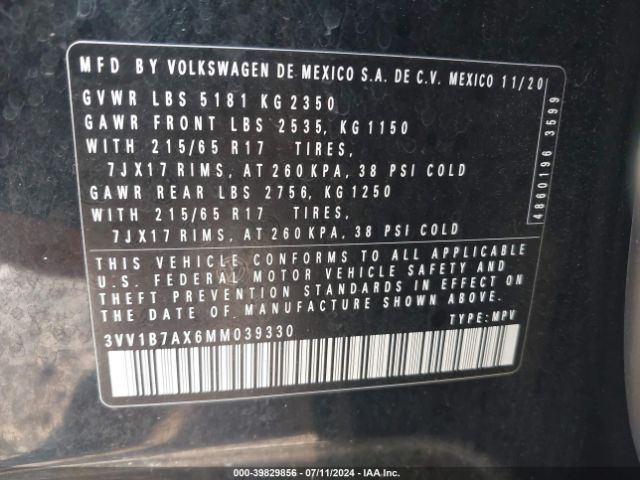 MFD BY VOLKSWAGEN DE MEXICO S.A. DE C.V. MEXICO 11/20
GVWR LBS 5181 KG 2350
GAWR FRONT LBS 2535, KG 1150
WITH 215/65 R17 TIRES,
7JX17 RIMS, AT 260 KPA, 38 PSI COLD
GAWR REAR LBS 2756, KG 1250
WITH 215/65 R17 TIRES,
7JX17 RIMS, AT 260 KPA, 38 PSI COLD
4860196 3599
THIS VEHICLE CONFORMS TO ALL APPLICABLE
U.S. FEDERAL MOTOR VEHICLE SAFETY AND
THEFT PREVENTION STANDARDS IN EFFECT ON
THE DATE OF MANUFACTURE SHOWN ABOVE.
3VV1B7AX6MM039330 TYPE: MPV
000-39829856 - 07/11/2024 - IAA Inc.